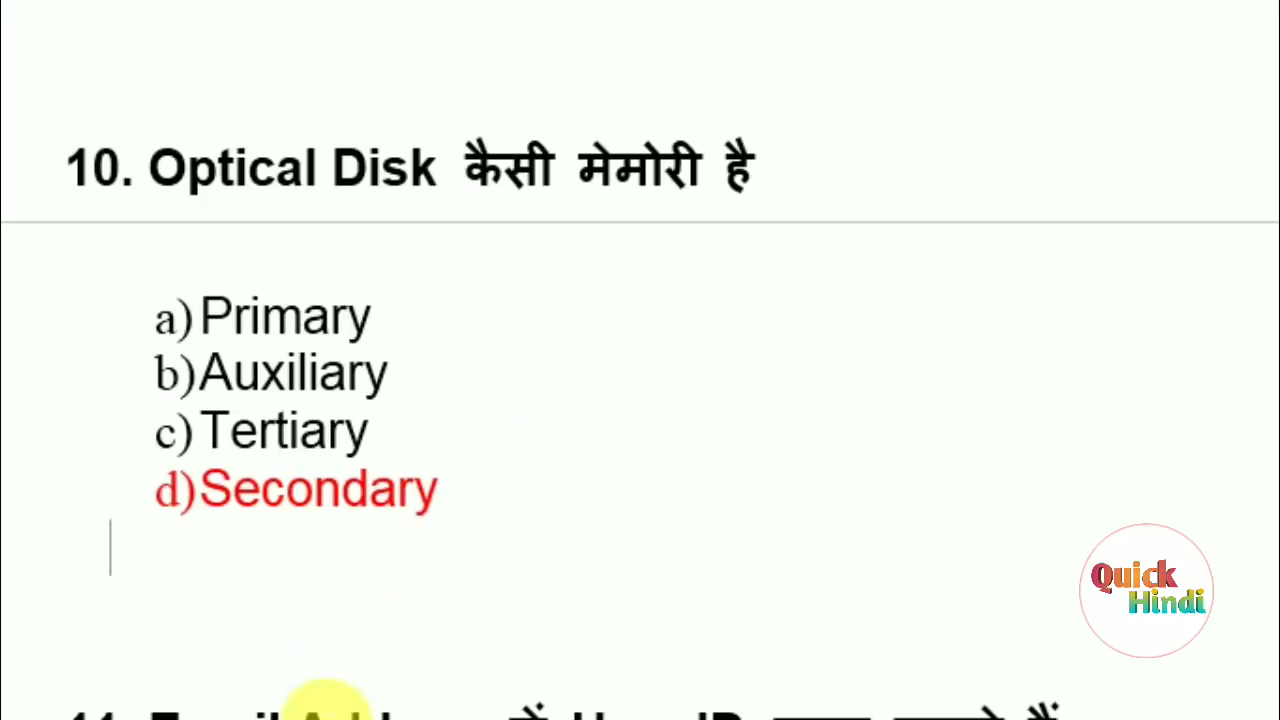 10. Optical Disk कैसी मेमोरी है
a) Primary
b) Auxiliary
c) Tertiary
d) Secondary
Quick
Hindi